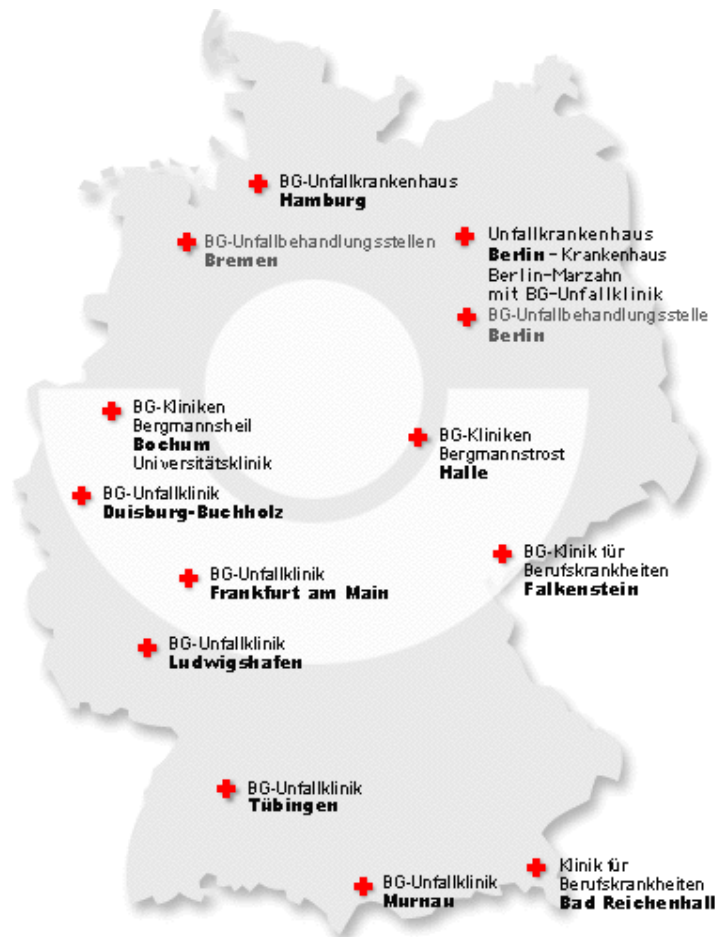 BG-Unfallkrankenhaus
Hamburg
BG-Unfallbehandlungsstellen
Bremen
Unfallkrankenhaus
Berlin - Krankenhaus
Berlin-Marzahn
mit BG-Unfallklinik
BG-Unfallbehandlungsstelle
Berlin
BG-Kliniken
Bergmannsheil
Bochum
Universitätsklinik
BG-Kliniken
Bergmannstrost
Halle
BG-Unfallklinik
Duisburg-Buchholz
BG-Klinik für
Berufskrankheiten
Falkenstein
BG-Unfallklinik
Frankfurt am Main
BG-Unfallklinik
Ludwigshafen
BG-Unfallklinik
Tübingen
Klinik für
Berufskrankheiten
Bad Reichenhall
BG-Unfallklinik
Murnau